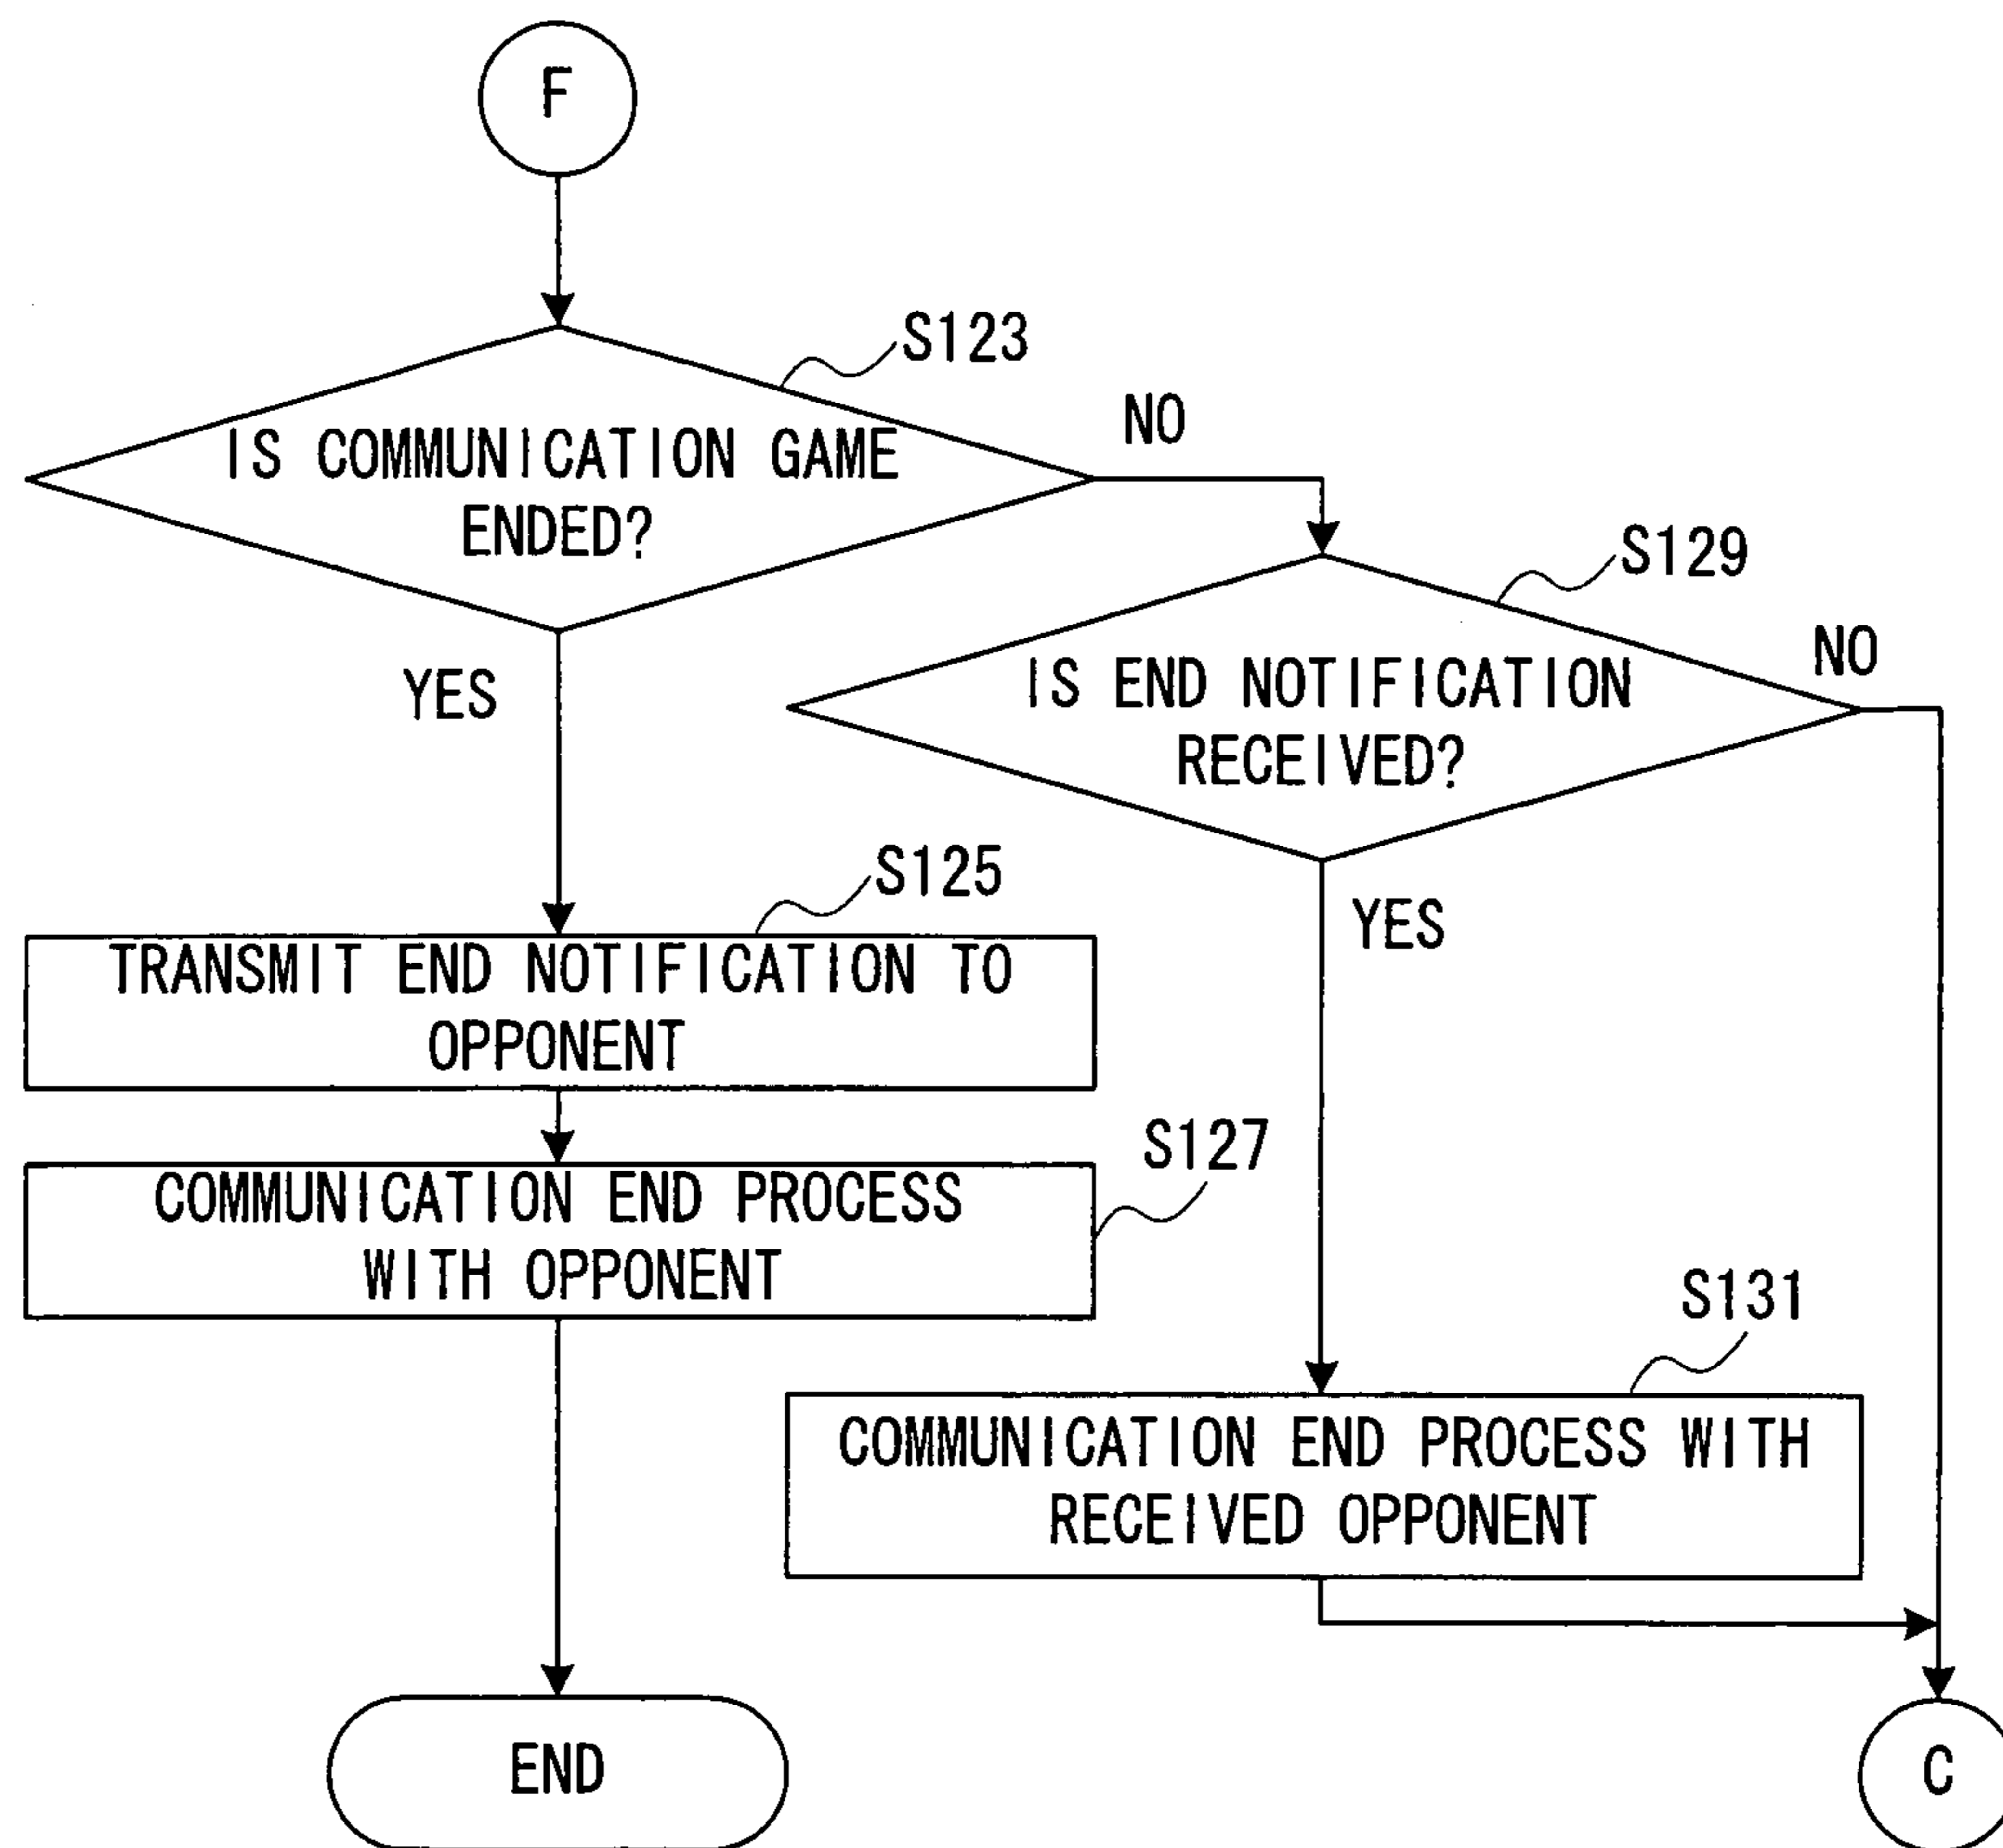 F
S123
IS COMMUNICATION GAME
ENDED?
NO
YES
S129
IS END NOTIFICATION
RECEIVED?
NO
YES
S125
TRANSMIT END NOTIFICATION TO
OPPONENT
S127
COMMUNICATION END PROCESS
WITH OPPONENT
S131
COMMUNICATION END PROCESS WITH
RECEIVED OPPONENT
END
C